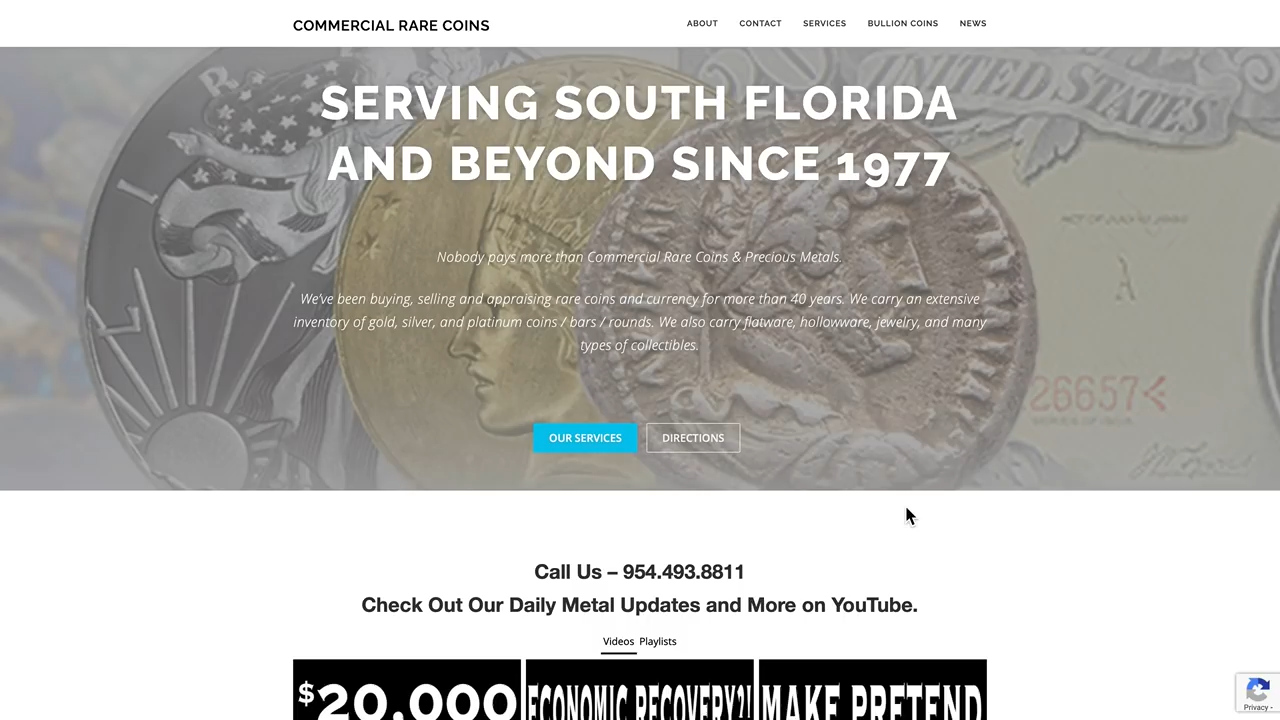 COMMERCIAL RARE COINS
ABOUT CONTACT SERVICES BULLION COINS NEWS
SERVING SOUTH FLORIDA
AND BEYOND SINCE 1977
Nobody pays more than Commercial Rare Coins & Precious Metals.
We've been buying, selling and appraising rare coins and currency for more than 40 years. We carry an extensive
inventory of gold, silver, and platinum coins / bars / rounds. We also carry flatware, hollowware, jewelry, and many
types of collectibles.
UNITED STATES
A
26657
OUR SERVICES DIRECTIONS
Call Us – 954.493.8811
Check Out Our Daily Metal Updates and More on YouTube.
Videos Playlists
$20,000 ECONOMIC RECOVERY?! MAKE PRETEND
Privacy -